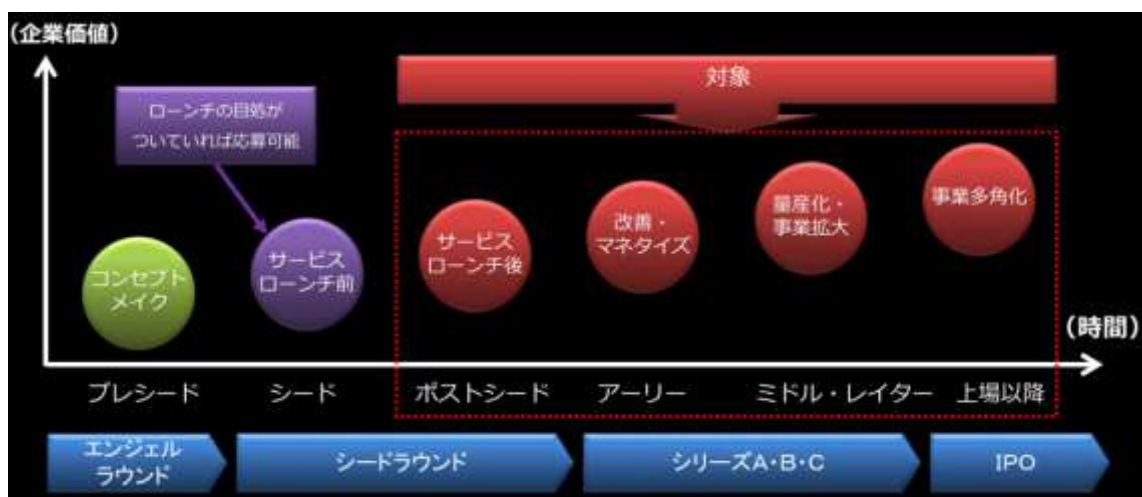 (企業価値)
対象
ローンチの目処が
ついていれば応募可能
コンセプト
メイク
サービス
ローンチ前
サービス
ローンチ後
改善・
マネタイズ
量産化・
事業拡大
事業多角化
(時間)
プレシード
シード
ポストシード
アーリー
ミドル・レイター
上場以降
エンジェル
ラウンド
シードラウンド
シリーズA・B・C
IPO